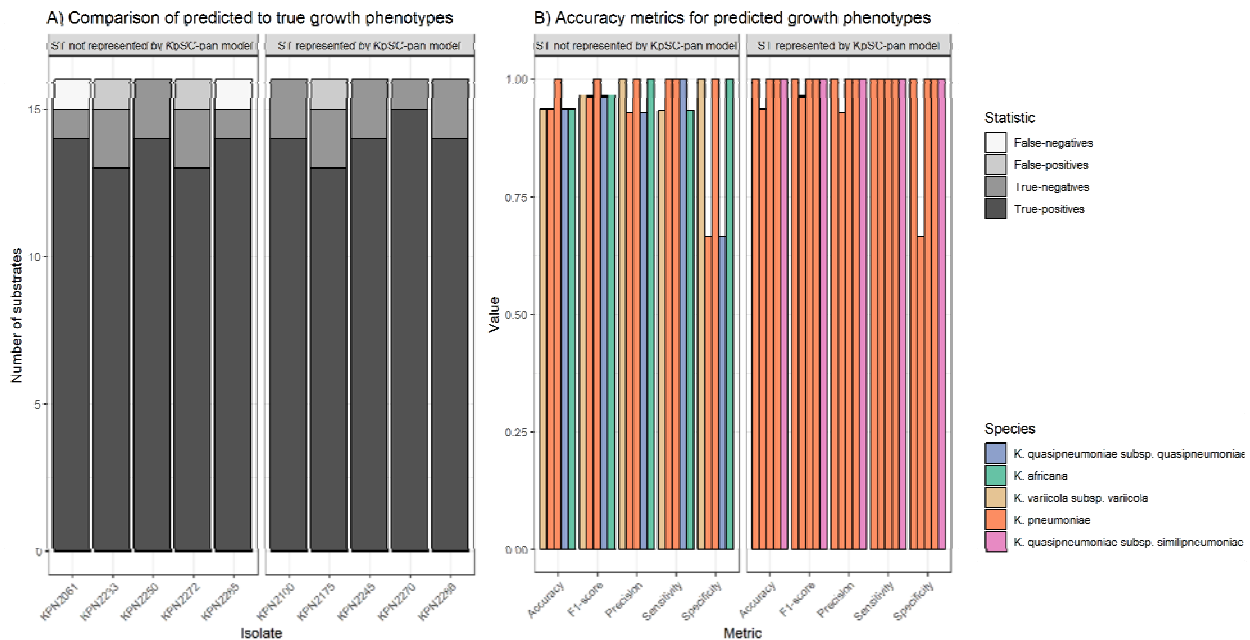 A) Comparison of predicted to true growth phenotypes
ST not represented by KpSC-pan model
ST represented by KpSC-pan model
Number of substrates
15
10
5
0
KPN2061
KPN2233
KPN2250
KPN2272
KPN2285
KPN2100
KPN2175
KPN2245
KPN2270
KPN2288
Isolate
B) Accuracy metrics for predicted growth phenotypes
ST not represented by KpSC-pan model
ST represented by KpSC-pan model
Value
1.00
0.75
0.50
0.25
0.00
Accuracy
F1-score
Precision
Sensitivity
Specificity
Accuracy
F1-score
Precision
Sensitivity
Specificity
Metric
Statistic
False-negatives
False-positives
True-negatives
True-positives
Species
K. quasipneumoniae subsp. quasipneumoniae
K. africana
K. variicola subsp. variicola
K. pneumoniae
K. quasipneumoniae subsp. similipneumoniae